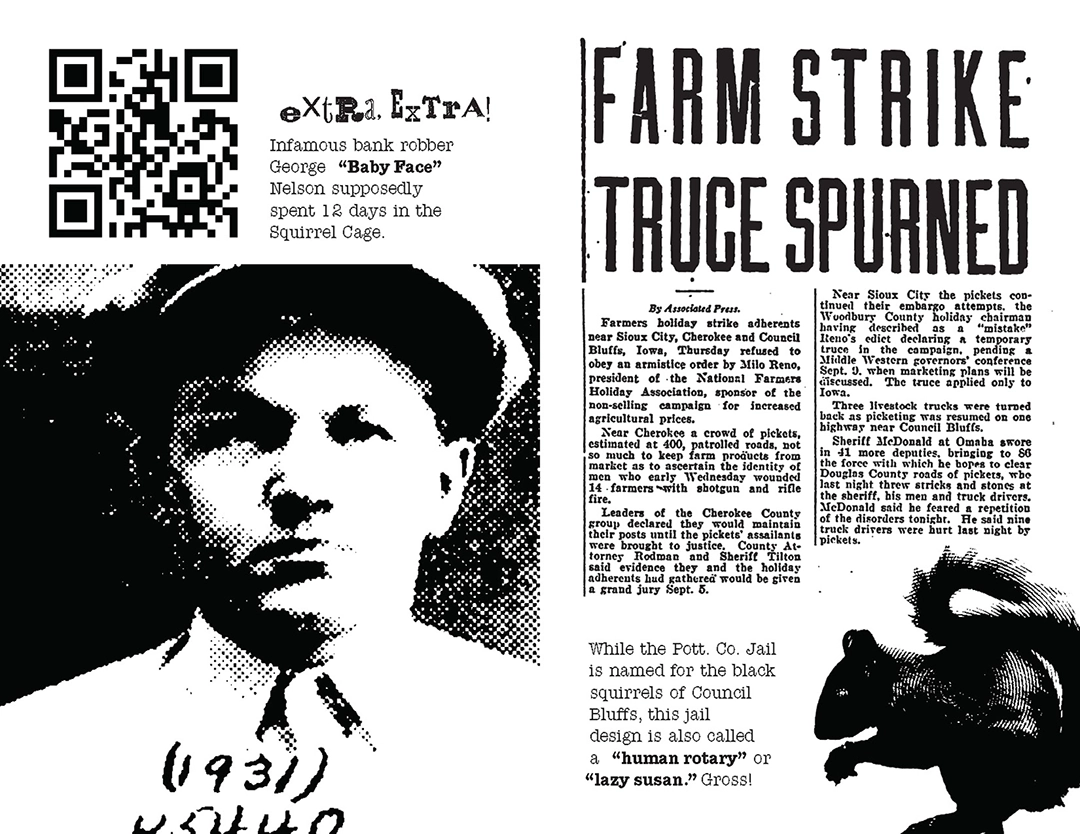 eXtRa, ExTrA!
Infamous bank robber
George “Baby Face”
Nelson supposedly
spent 12 days in the
Squirrel Cage.
(1931)
FARM STRIKE
TRUCE SPURNED
By Associated Press.
Farmers holiday strike adherents
near Sioux City, Cherokee and Council
Bluffs, Iowa, Thursday refused to
obey an armistice order by Milo Reno,
president of the National Farmers
Holiday Association, sponsor of the
non-selling campaign for increased
agricultural prices.
Near Cherokee a crowd of pickets,
estimated at 400, patrolled roads, not
so much to keep farm products from
market as to ascertain the identity of
men who early Wednesday wounded
14 farmers with shotgun and rifle
fire.
Leaders of the Cherokee County
group declared they would maintain
their posts until the pickets' assailants
were brought to justice. County At-
torney Rodman and Sheriff Tilton
said evidence they and the holiday
adherents had gathered would be given
a grand jury Sept. 5.
Near Sioux City the pickets con-
tinued their embargo attempts, the
Woodbury County holiday chairman
having described as a "mistake"
Reno's edict declaring a temporary
truce in the campaign, pending a
Middle Western governors' conference
Sept. 9. when marketing plans will be
discussed. The truce applied only to
Iowa.
Three livestock trucks were turned
back as picketing was resumed on one
highway near Council Bluffs.
Sheriff McDonald at Omaha swore
in 41 more deputies, bringing to 86
the force with which he hopes to clear
Douglas County roads of pickets, who
last night threw stricks and stones at
the sheriff, his men and truck drivers.
McDonald said he feared a repetition
of the disorders tonight. He said nine
truck drivers were hurt last night by
pickets.
While the Pott. Co. Jail
is named for the black
squirrels of Council
Bluffs, this jail
design is also called
a “human rotary” or
“lazy susan.” Gross!